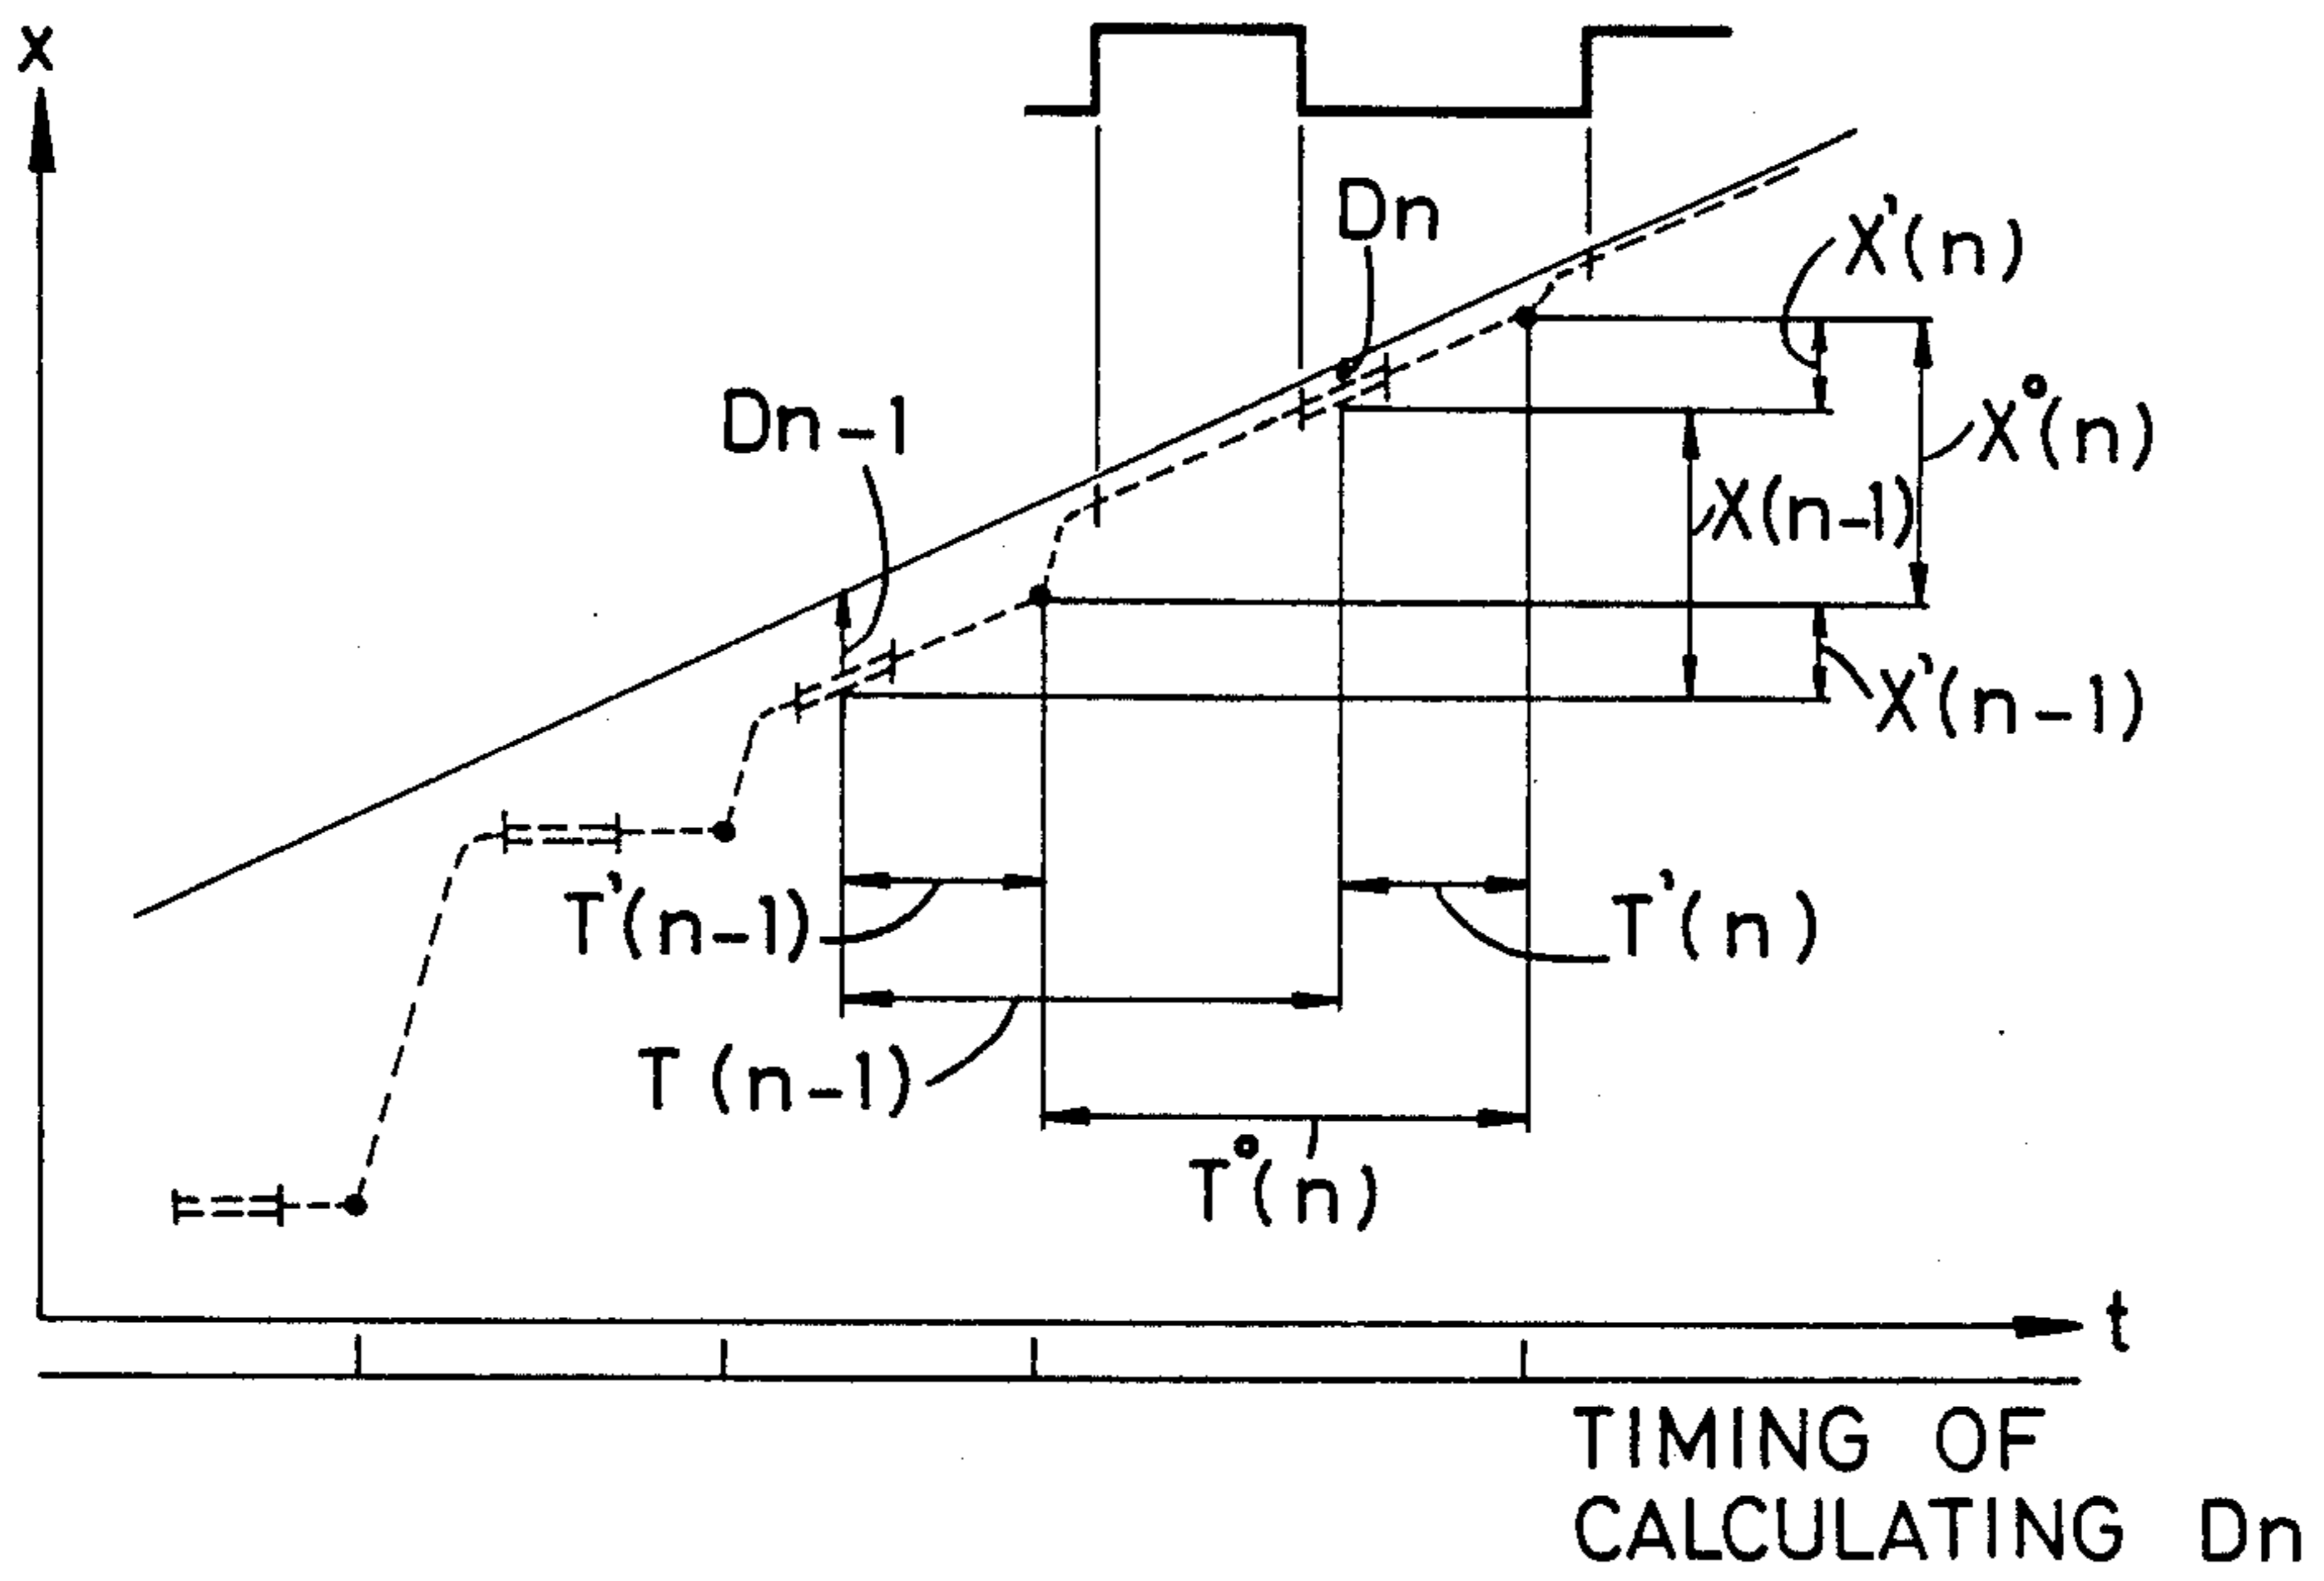 x
Dn
X'(n)
Dn-1
X°(n)
X(n-1)
X'(n-1)
T'(n-1)
T'(n)
T(n-1)
T°(n)
t
TIMING OF
CALCULATING Dn